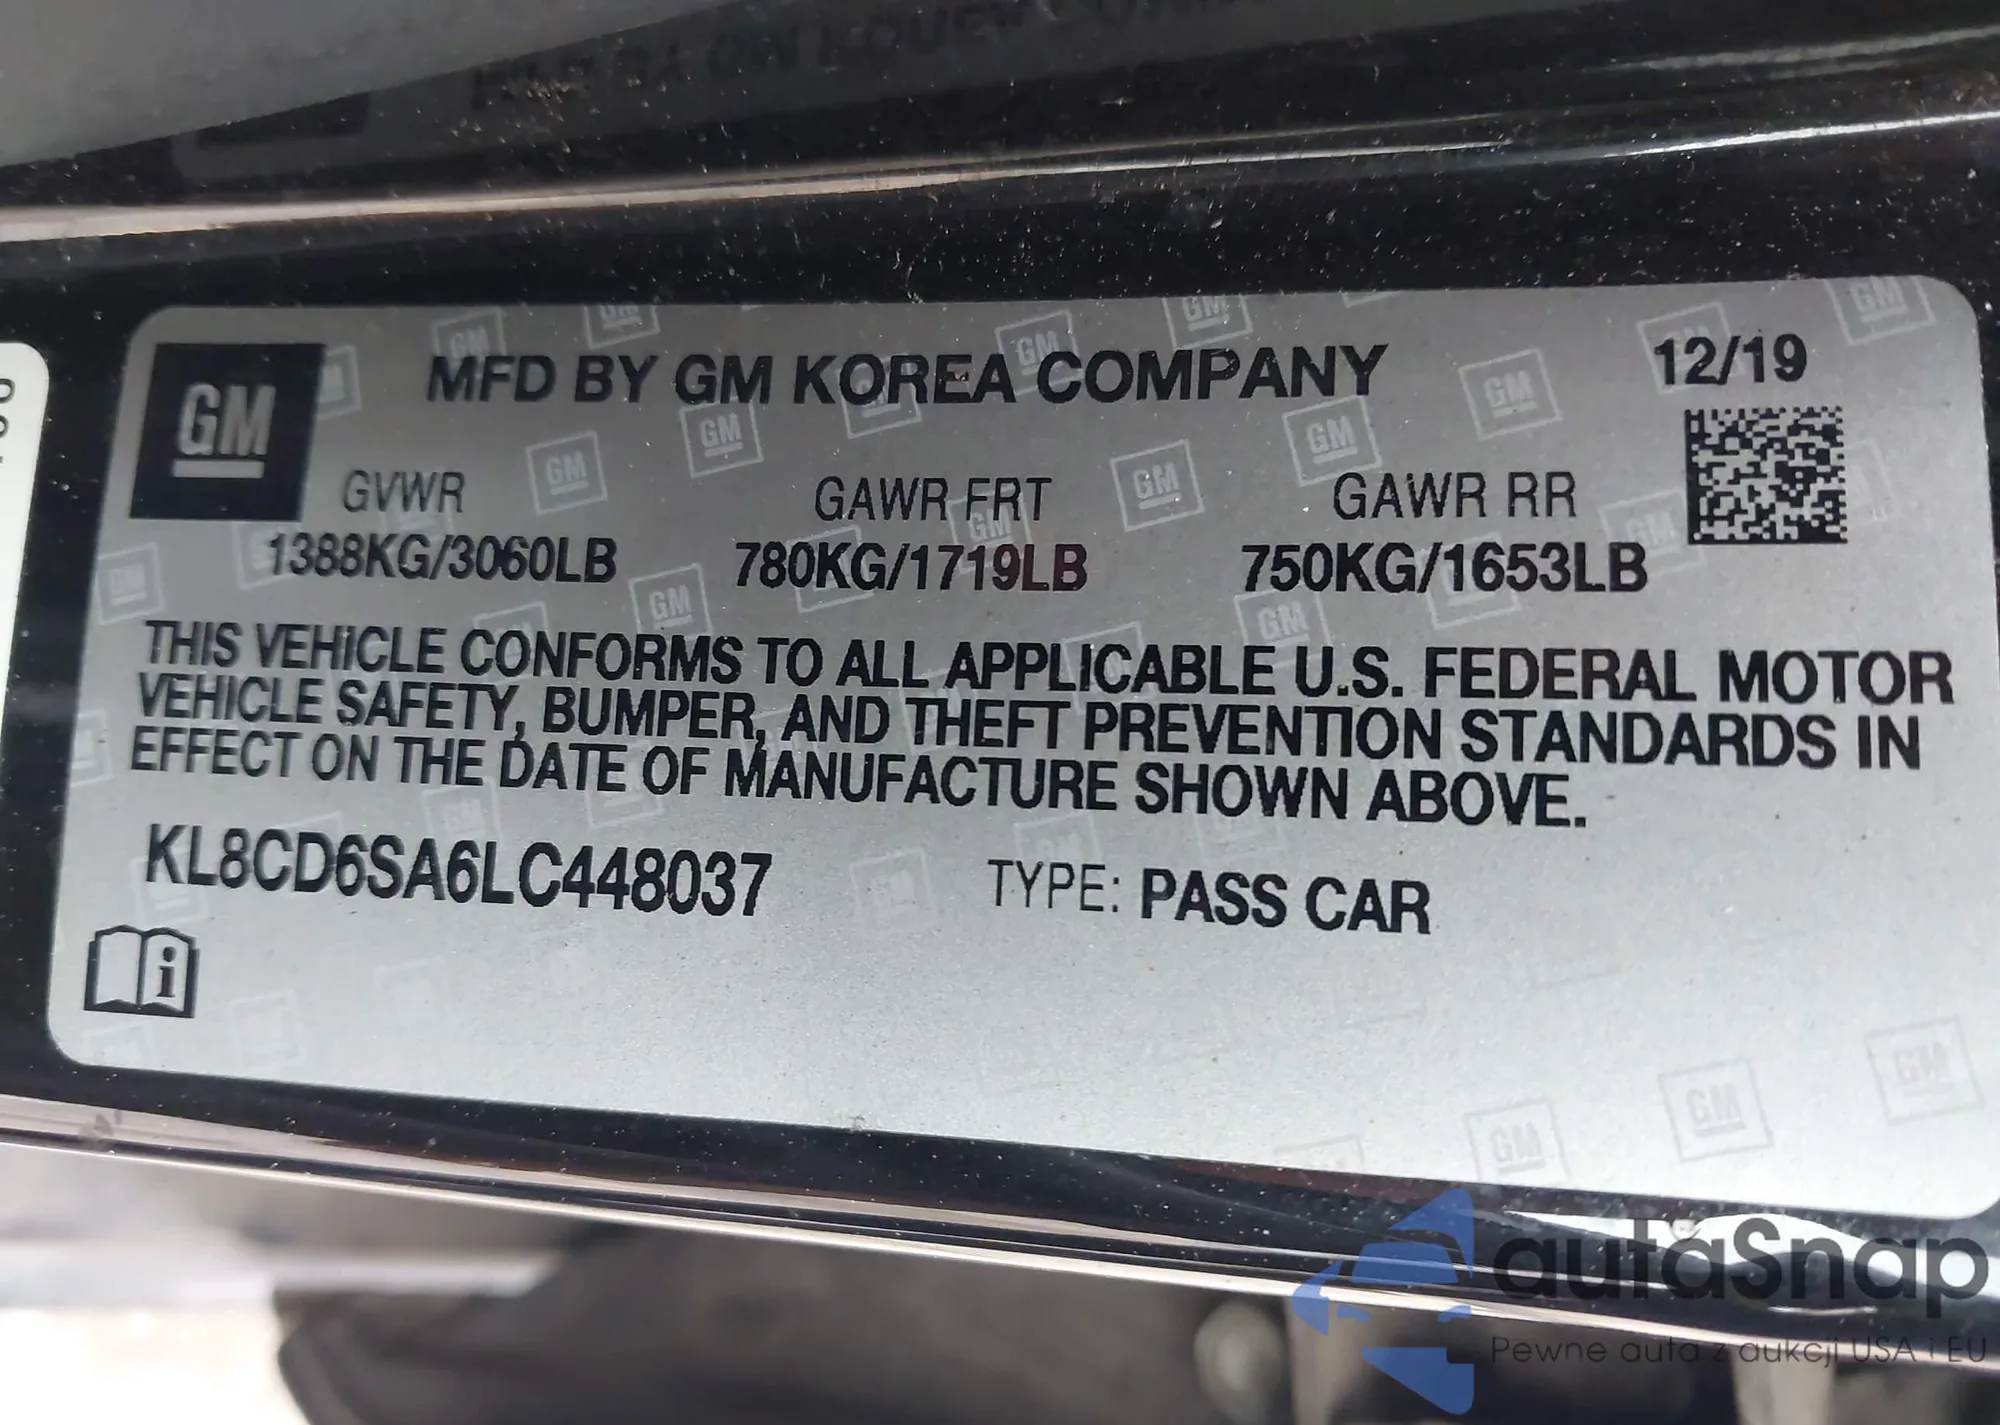 MFD BY GM KOREA COMPANY 12/19
GM
GVWR GAWR FRT GAWR RR
1388KG/3060LB 780KG/1719LB 750KG/1653LB
THIS VEHICLE CONFORMS TO ALL APPLICABLE U.S. FEDERAL MOTOR
VEHICLE SAFETY, BUMPER, AND THEFT PREVENTION STANDARDS IN
EFFECT ON THE DATE OF MANUFACTURE SHOWN ABOVE.
KL8CD6SA6LC448037 TYPE: PASS CAR
autaSnap
Pewne auta z aukcji USA i EU